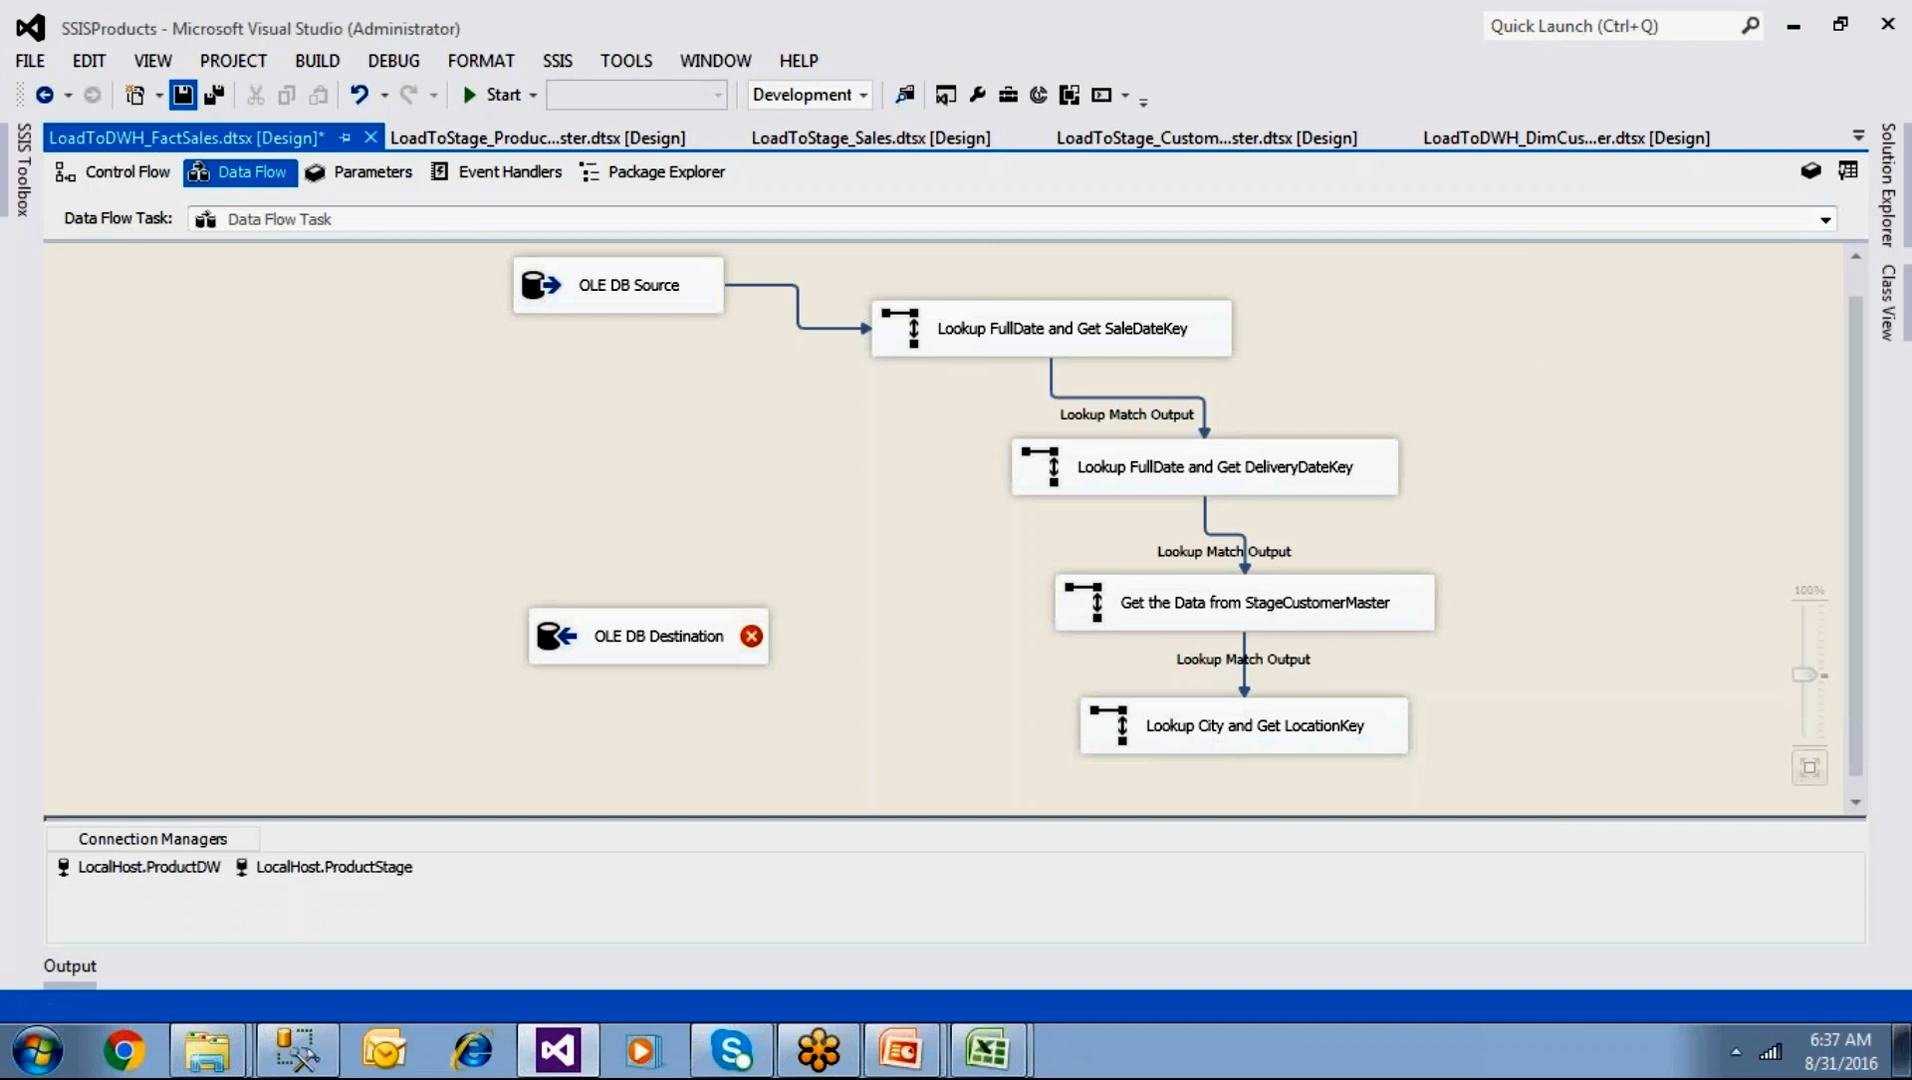 SSISProducts - Microsoft Visual Studio (Administrator)
Quick Launch (Ctrl+Q)
FILE EDIT VIEW PROJECT BUILD DEBUG FORMAT SSIS TOOLS WINDOW HELP
Start Development
LoadToDWH_FactSales.dtsx [Design]* LoadToStage_Produc...ster.dtsx [Design] LoadToStage_Sales.dtsx [Design] LoadToStage_Custom...ster.dtsx [Design] LoadToDWH_DimCus...er.dtsx [Design]
SSIS Toolbox
Solution Explorer
Class View
Control Flow Data Flow Parameters Event Handlers Package Explorer
Data Flow Task: Data Flow Task
OLE DB Source
Lookup FullDate and Get SaleDateKey
Lookup Match Output
Lookup FullDate and Get DeliveryDateKey
Lookup Match Output
Get the Data from StageCustomerMaster
100%
OLE DB Destination
Lookup Match Output
Lookup City and Get LocationKey
Connection Managers
LocalHost.ProductDW LocalHost.ProductStage
Output
6:37 AM
8/31/2016